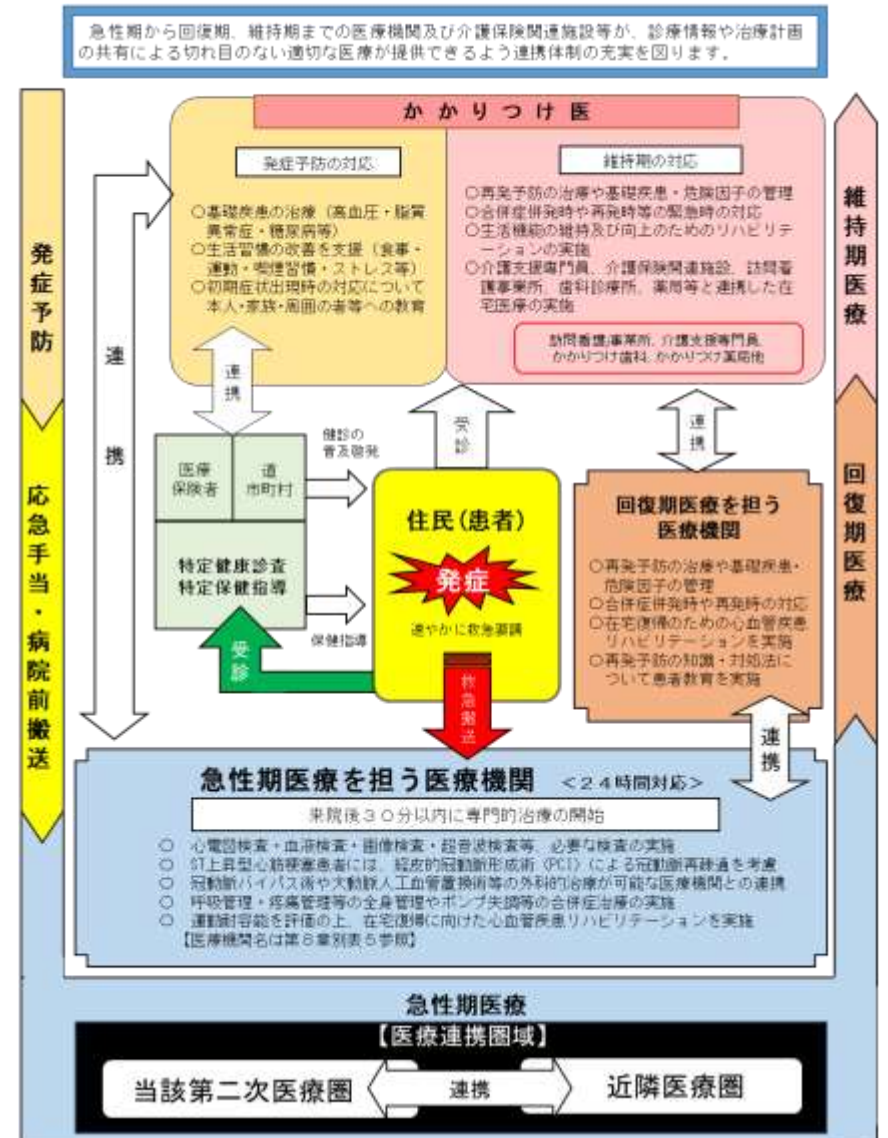 急性期から回復期、維持期までの医療機関及び介護保険関連施設等が、診療情報や治療計画
の共有による切れ目のない適切な医療が提供できるよう連携体制の充実を図ります。
かかりつけ医
発症予防の対応
○基礎疾患の治療（高血圧・脂質
異常症・糖尿病等）
○生活習慣の改善を支援（食事・
運動・喫煙習慣・ストレス等）
○初期症状出現時の対応について
本人・家族・周囲の者等への教育
維持期の対応
○再発予防の治療や基礎疾患・危険因子の管理
○合併症併発時や再発時等の緊急時の対応
○生活機能の維持及び向上のためのリハビリテ
ーションの実施
○介護支援専門員、介護保険関連施設、訪問看
護事業所、歯科診療所、薬局等と連携した在
宅医療の実施
訪問看護事業所、介護支援専門員、
かかりつけ歯科、かかりつけ薬局他
発症予防
応急手当・病院前搬送
維持期医療
回復期医療
連携
連携
受診
連携
医療
保険者
道
市町村
健診の
普及啓発
特定健康診査
特定保健指導
保健指導
受診
住民（患者）
発症
速やかに救急要請
救急搬送
回復期医療を担う
医療機関
○再発予防の治療や基礎疾患・
危険因子の管理
○合併症併発時や再発時の対応
○在宅復帰のための心血管疾患
リハビリテーションを実施
○再発予防の知識・対処法に
ついて患者教育を実施
連携
急性期医療を担う医療機関 ＜２４時間対応＞
来院後３０分以内に専門的治療の開始
○ 心電図検査・血液検査・画像検査・超音波検査等、必要な検査の実施
○ ST上昇型心筋梗塞患者には、経皮的冠動脈形成術（PCI）による冠動脈再疎通を考慮
○ 冠動脈バイパス術や大動脈人工血管置換術等の外科的治療が可能な医療機関との連携
○ 呼吸管理・疼痛管理等の全身管理やポンプ失調等の合併症治療の実施
○ 運動耐容能を評価の上、在宅復帰に向けた心血管疾患リハビリテーションを実施
【医療機関名は第８章別表５参照】
急性期医療
【医療連携圏域】
当該第二次医療圏
連携
近隣医療圏